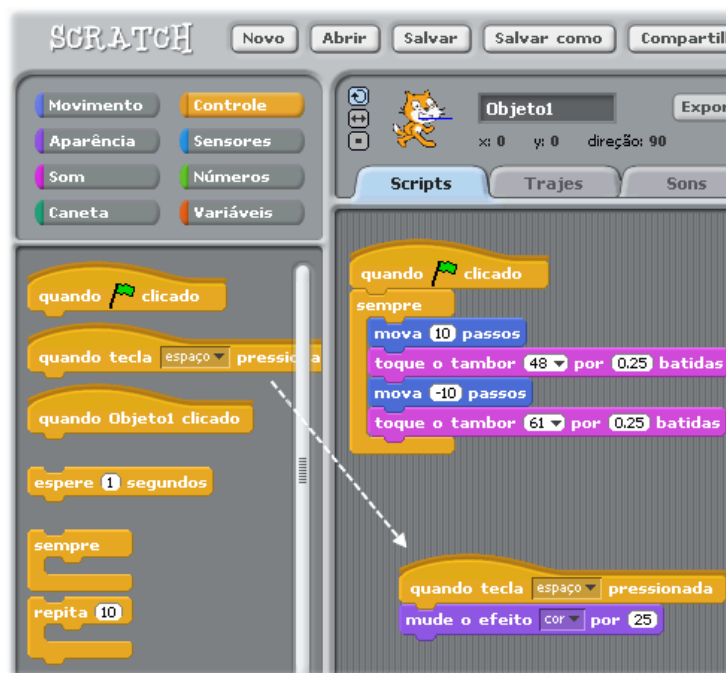 SCRATCH Novo Abrir Salvar Salvar como
Movimento Controle
Aparência Sensores
Som Números
Caneta Variáveis
quando clicado
quando tecla espaço
quando Objeto1 clicado
espere 1 segundos
sempre
repita 10
Objeto1
x: 0 y: 0 direção: 90
Scripts Trajes Sons
quando clicado
sempre
mova 10 passos
toque o tambor 48 por 0.25 batidas
mova -10 passos
toque o tambor 61 por 0.25 batidas
quando tecla espaço pressionada
mude o efeito cor por 25